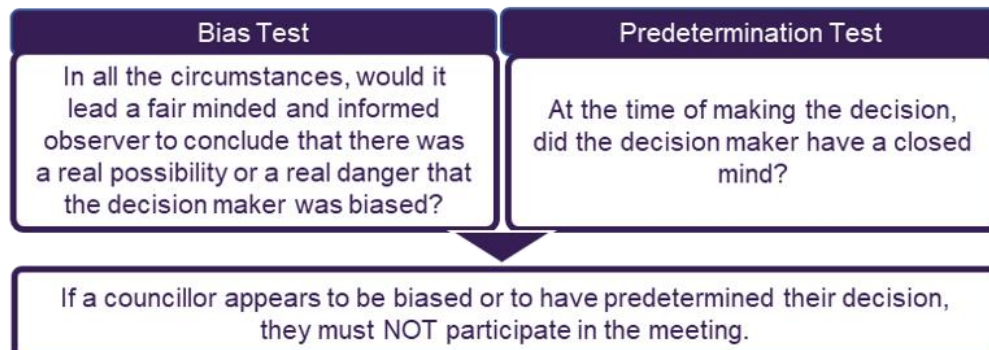 Bias Test
In all the circumstances, would it
lead a fair minded and informed
observer to conclude that there was
a real possibility or a real danger that
the decision maker was biased?
Predetermination Test
At the time of making the decision,
did the decision maker have a closed
mind?
If a councillor appears to be biased or to have predetermined their decision,
they must NOT participate in the meeting.